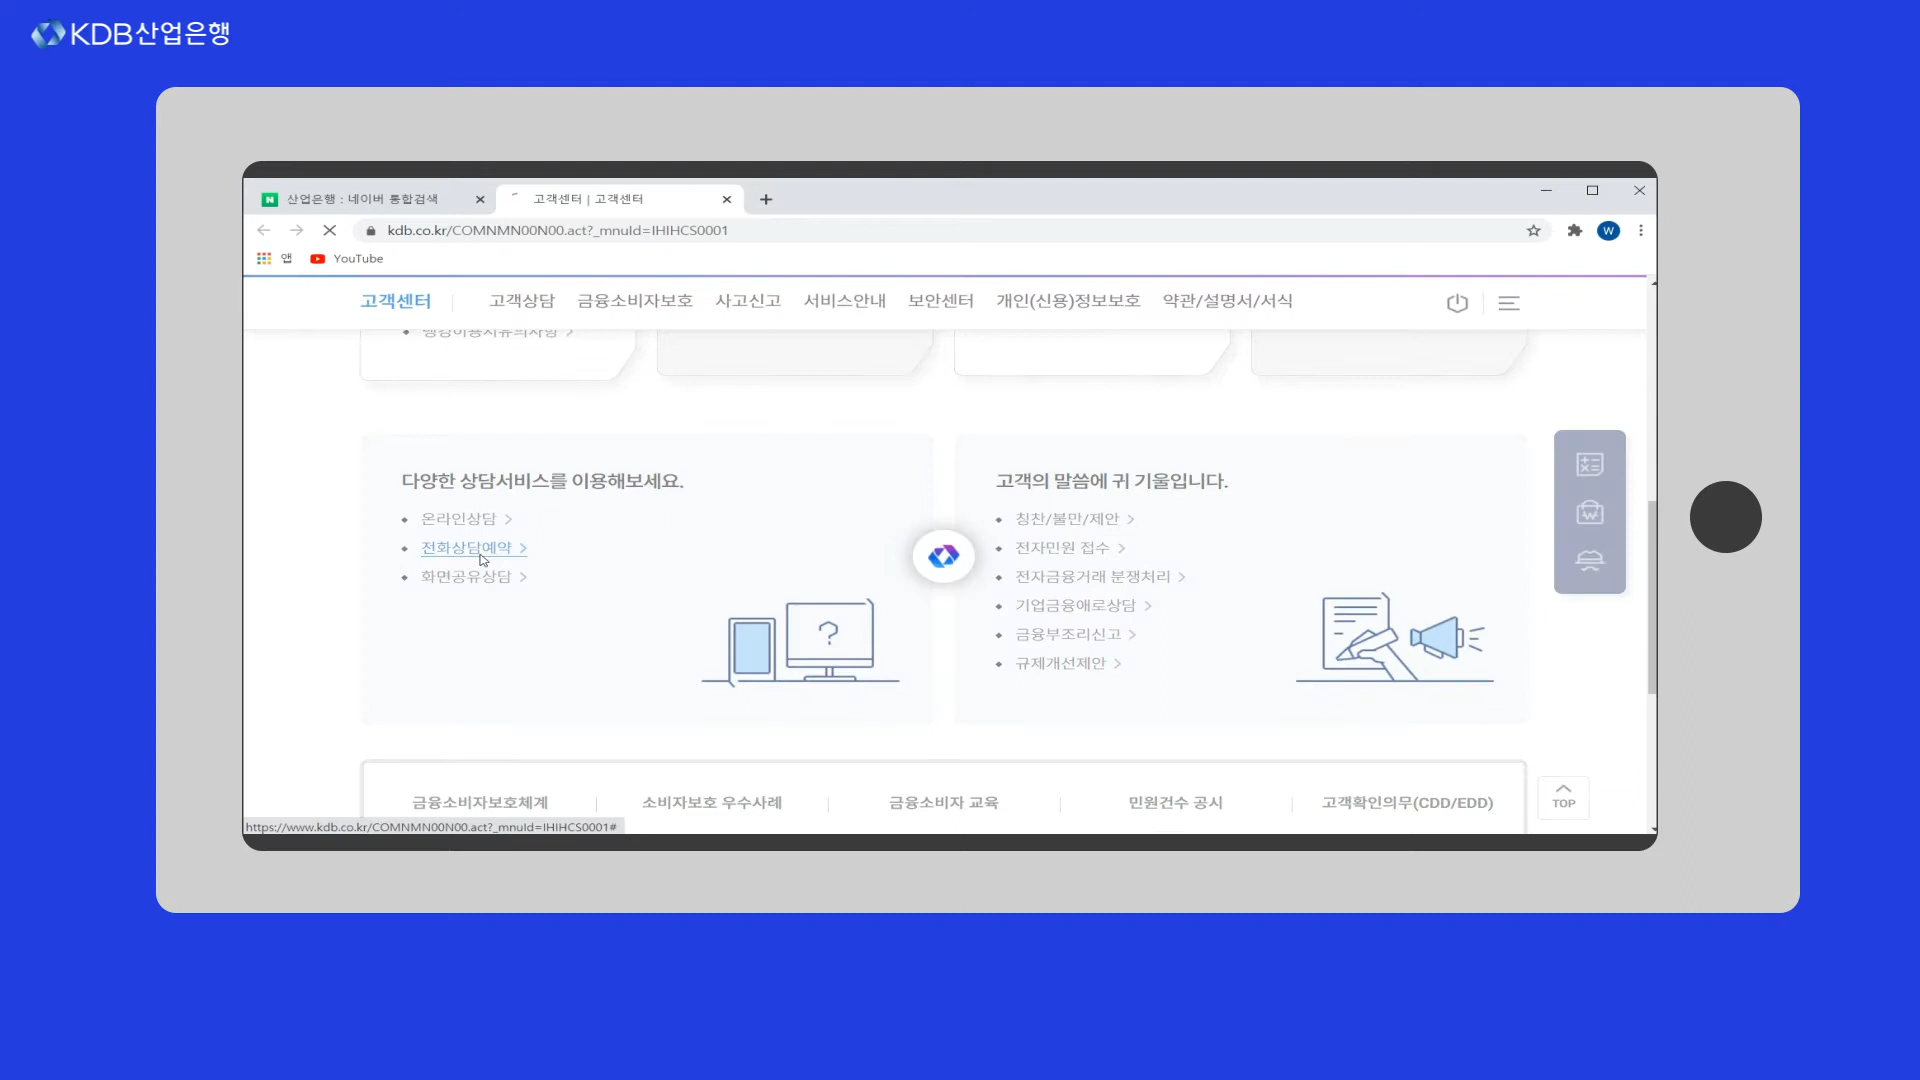 KDB산업은행
산업은행 : 네이버 통합검색
고객센터 | 고객센터
kdb.co.kr/COMNMN00N00.act?_mnuId=IHIHCS0001
W
앱
YouTube
고객센터
고객상담 금융소비자보호 사고신고 서비스안내 보안센터 개인(신용)정보보호 약관/설명서/서식
다양한 상담서비스를 이용해보세요.
온라인상담
전화상담예약
화면공유상담
?
고객의 말씀에 귀 기울입니다.
칭찬/불만/제안
전자민원 접수
전자금융거래 분쟁처리
기업금융애로상담
금융부조리신고
규제개선제안
금융소비자보호체계
소비자보호 우수사례
금융소비자 교육
민원건수 공시
고객확인의무(CDD/EDD)
TOP
https://www.kdb.co.kr/COMNMN00N00.act?_mnuId=IHIHCS0001#